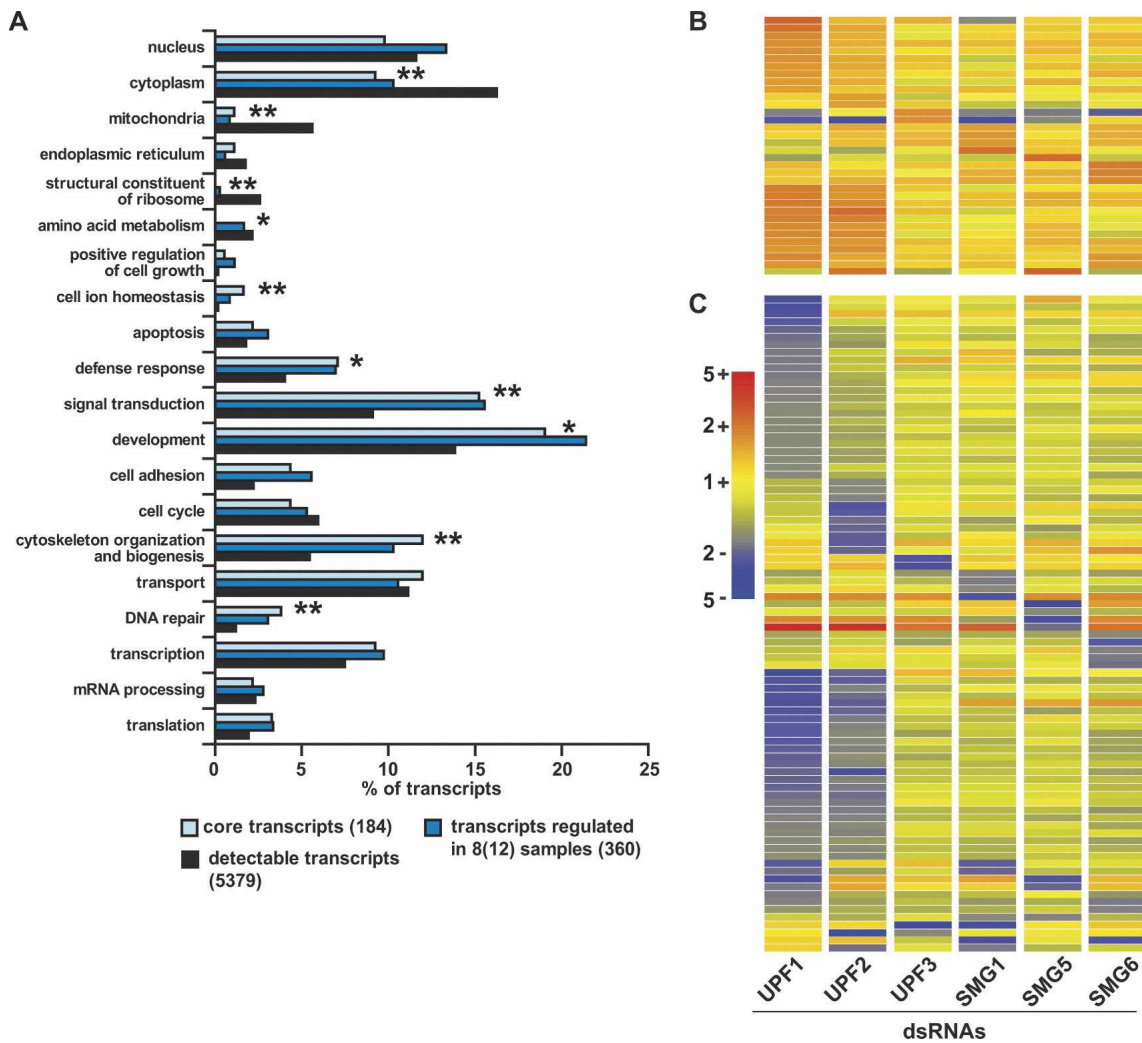 A
nucleus
cytoplasm
**
mitochondria
**
endoplasmic reticulum
structural constituent
of ribosome
**
amino acid metabolism
*
positive regulation
of cell growth
cell ion homeostasis
**
apoptosis
defense response
*
signal transduction
**
development
*
cell adhesion
cell cycle
cytoskeleton organization
and biogenesis
**
transport
DNA repair
**
transcription
mRNA processing
translation
0 5 10 15 20 25
% of transcripts
core transcripts (184)
detectable transcripts
(5379)
transcripts regulated
in 8(12) samples (360)
B
C
5+
2+
1+
2-
5-
UPF1 UPF2 UPF3 SMG1 SMG5 SMG6
dsRNAs